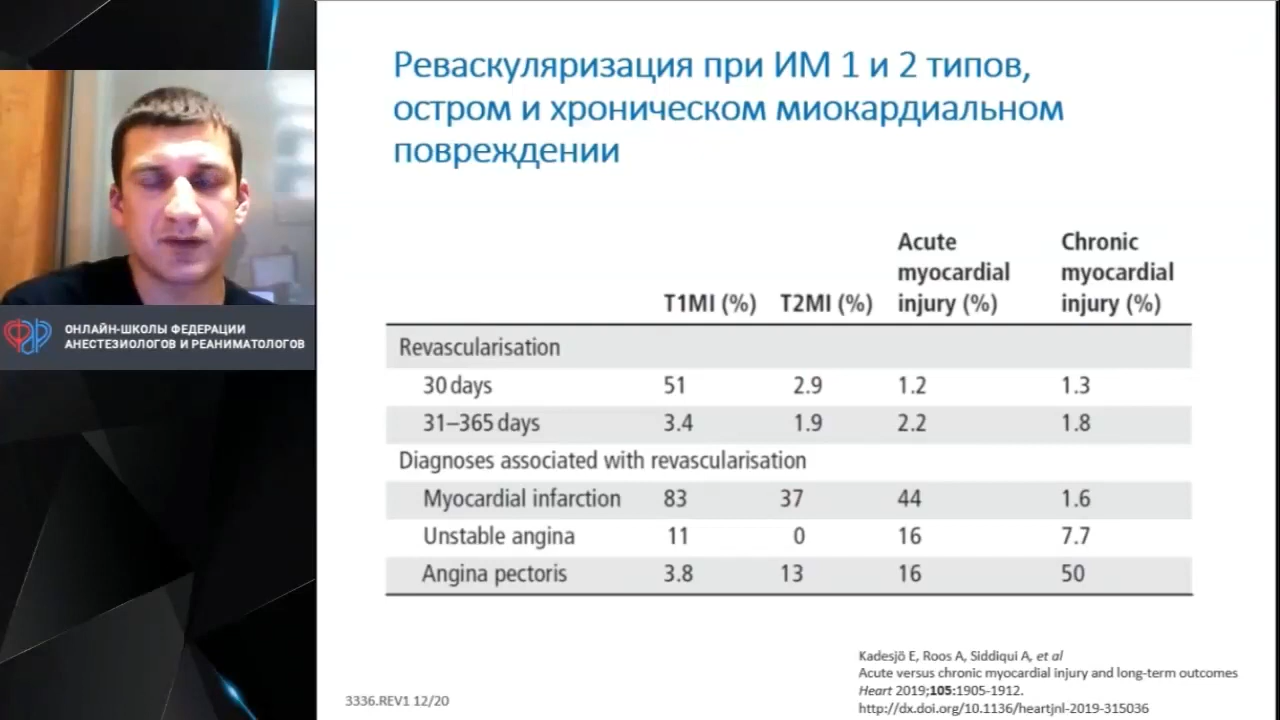 Реваскуляризация при ИМ 1 и 2 типов,
остром и хроническом миокардиальном
повреждении
ОНЛАЙН-ШКОЛЫ ФЕДЕРАЦИИ
АНЕСТЕЗИОЛОГОВ И РЕАНИМАТОЛОГОВ
T1MI (%) T2MI (%) Acute myocardial injury (%) Chronic myocardial injury (%)
Revascularisation
30 days 51 2.9 1.2 1.3
31–365 days 3.4 1.9 2.2 1.8
Diagnoses associated with revascularisation
Myocardial infarction 83 37 44 1.6
Unstable angina 11 0 16 7.7
Angina pectoris 3.8 13 16 50
Kadesjö E, Roos A, Siddiqui A, et al
Acute versus chronic myocardial injury and long-term outcomes
Heart 2019;105:1905-1912.
http://dx.doi.org/10.1136/heartjnl-2019-315036
3336.REV1 12/20